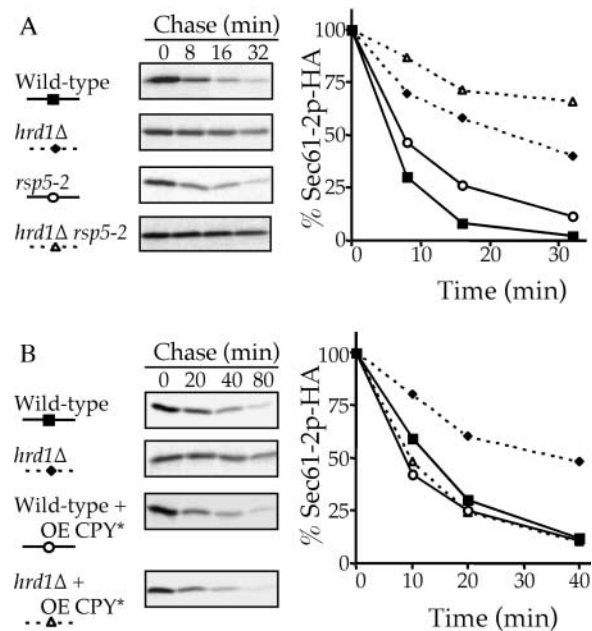 A
Chase (min)
0 8 16 32
Wild-type
hrd1Δ
rsp5-2
hrd1Δ rsp5-2
% Sec61-2p-HA
100
75
50
25
0
0 10 20 30
Time (min)
B
Chase (min)
0 20 40 80
Wild-type
hrd1Δ
Wild-type +
OE CPY*
hrd1Δ +
OE CPY*
% Sec61-2p-HA
100
75
50
25
0
0 10 20 30 40
Time (min)